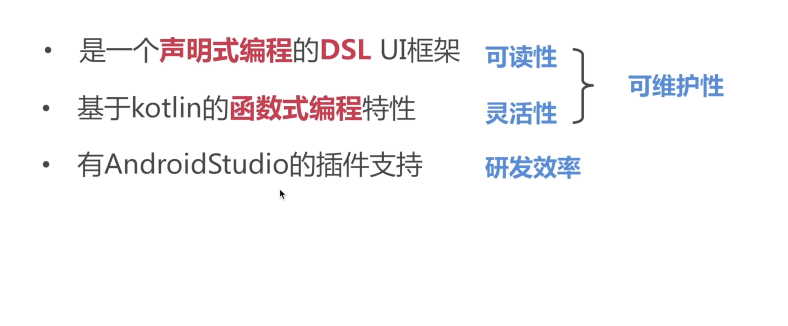 • 是一个声明式编程的DSL UI框架 可读性
可维护性
• 基于kotlin的函数式编程特性 灵活性
• 有AndroidStudio的插件支持 研发效率